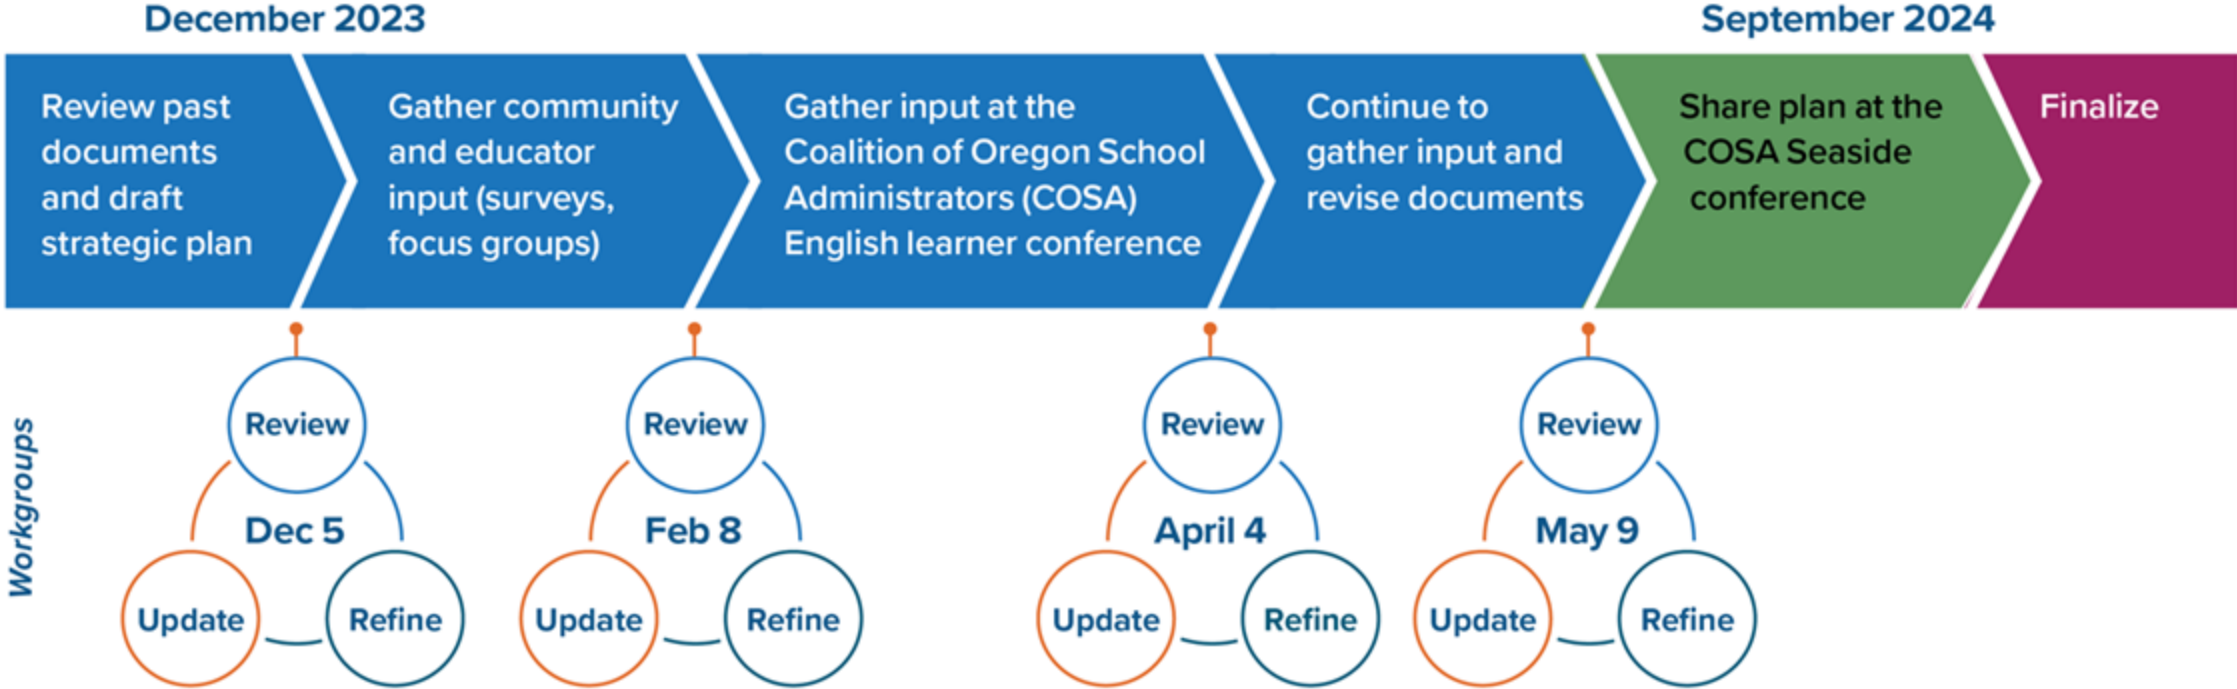 December 2023
September 2024
Review past
documents
and draft
strategic plan
Gather community
and educator
input (surveys,
focus groups)
Gather input at the
Coalition of Oregon School
Administrators (COSA)
English learner conference
Continue to
gather input and
revise documents
Share plan at the
COSA Seaside
conference
Finalize
Workgroups
Review
Dec 5
Update
Refine
Review
Feb 8
Update
Refine
Review
April 4
Update
Refine
Review
May 9
Update
Refine